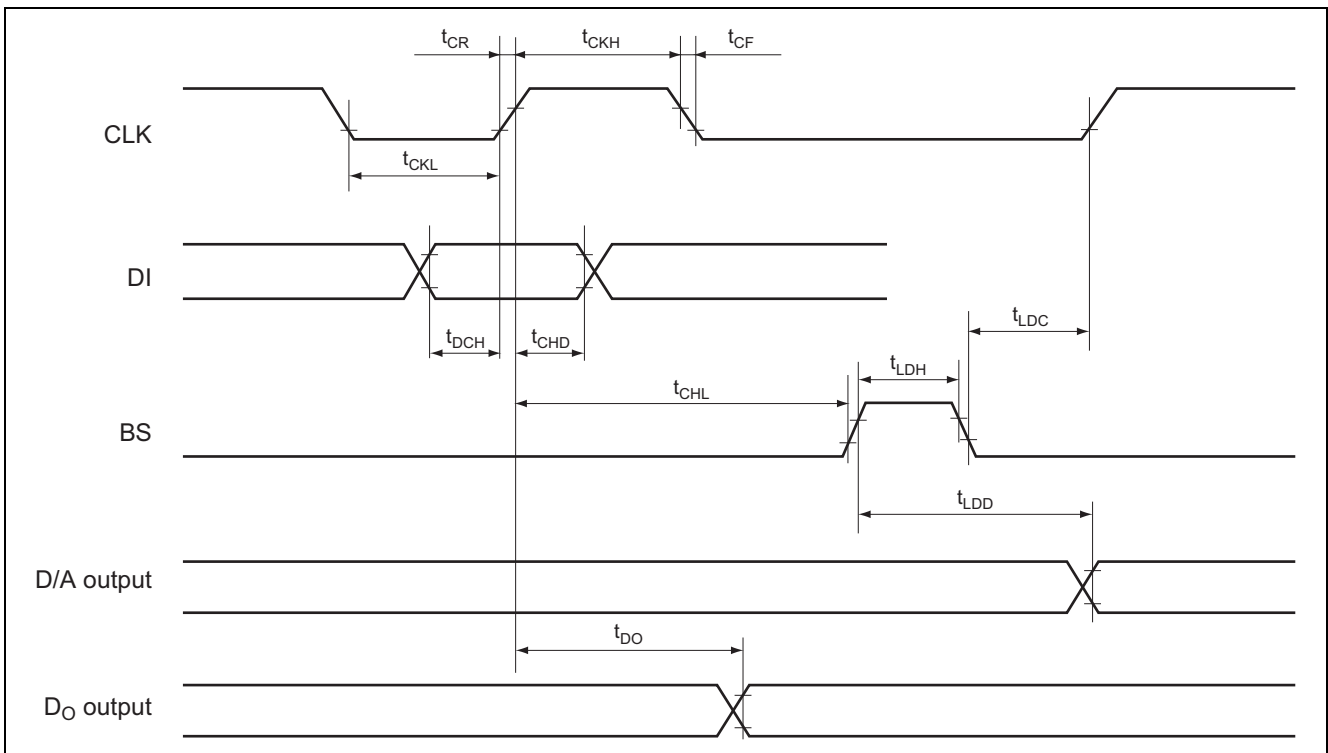 tCR
tCKH
tCF
CLK
tCKL
DI
tDCH
tCHD
tLDC
tLDH
tCHL
BS
tLDD
D/A output
tDO
DO output